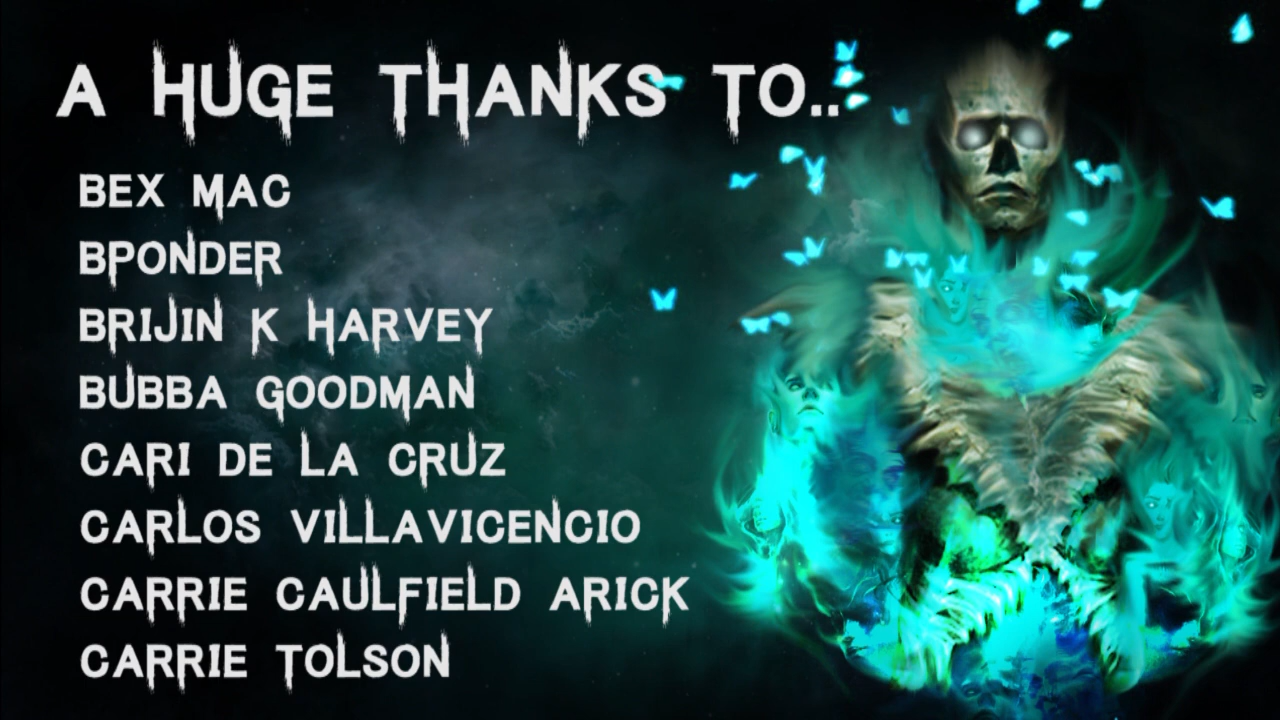 A HUGE THANKS TO..
BEX MAC
BPONDER
BRIJIN K HARVEY
BUBBA GOODMAN
CARI DE LA CRUZ
CARLOS VILLAVICENCIO
CARRIE CAULFIELD ARICK
CARRIE TOLSON